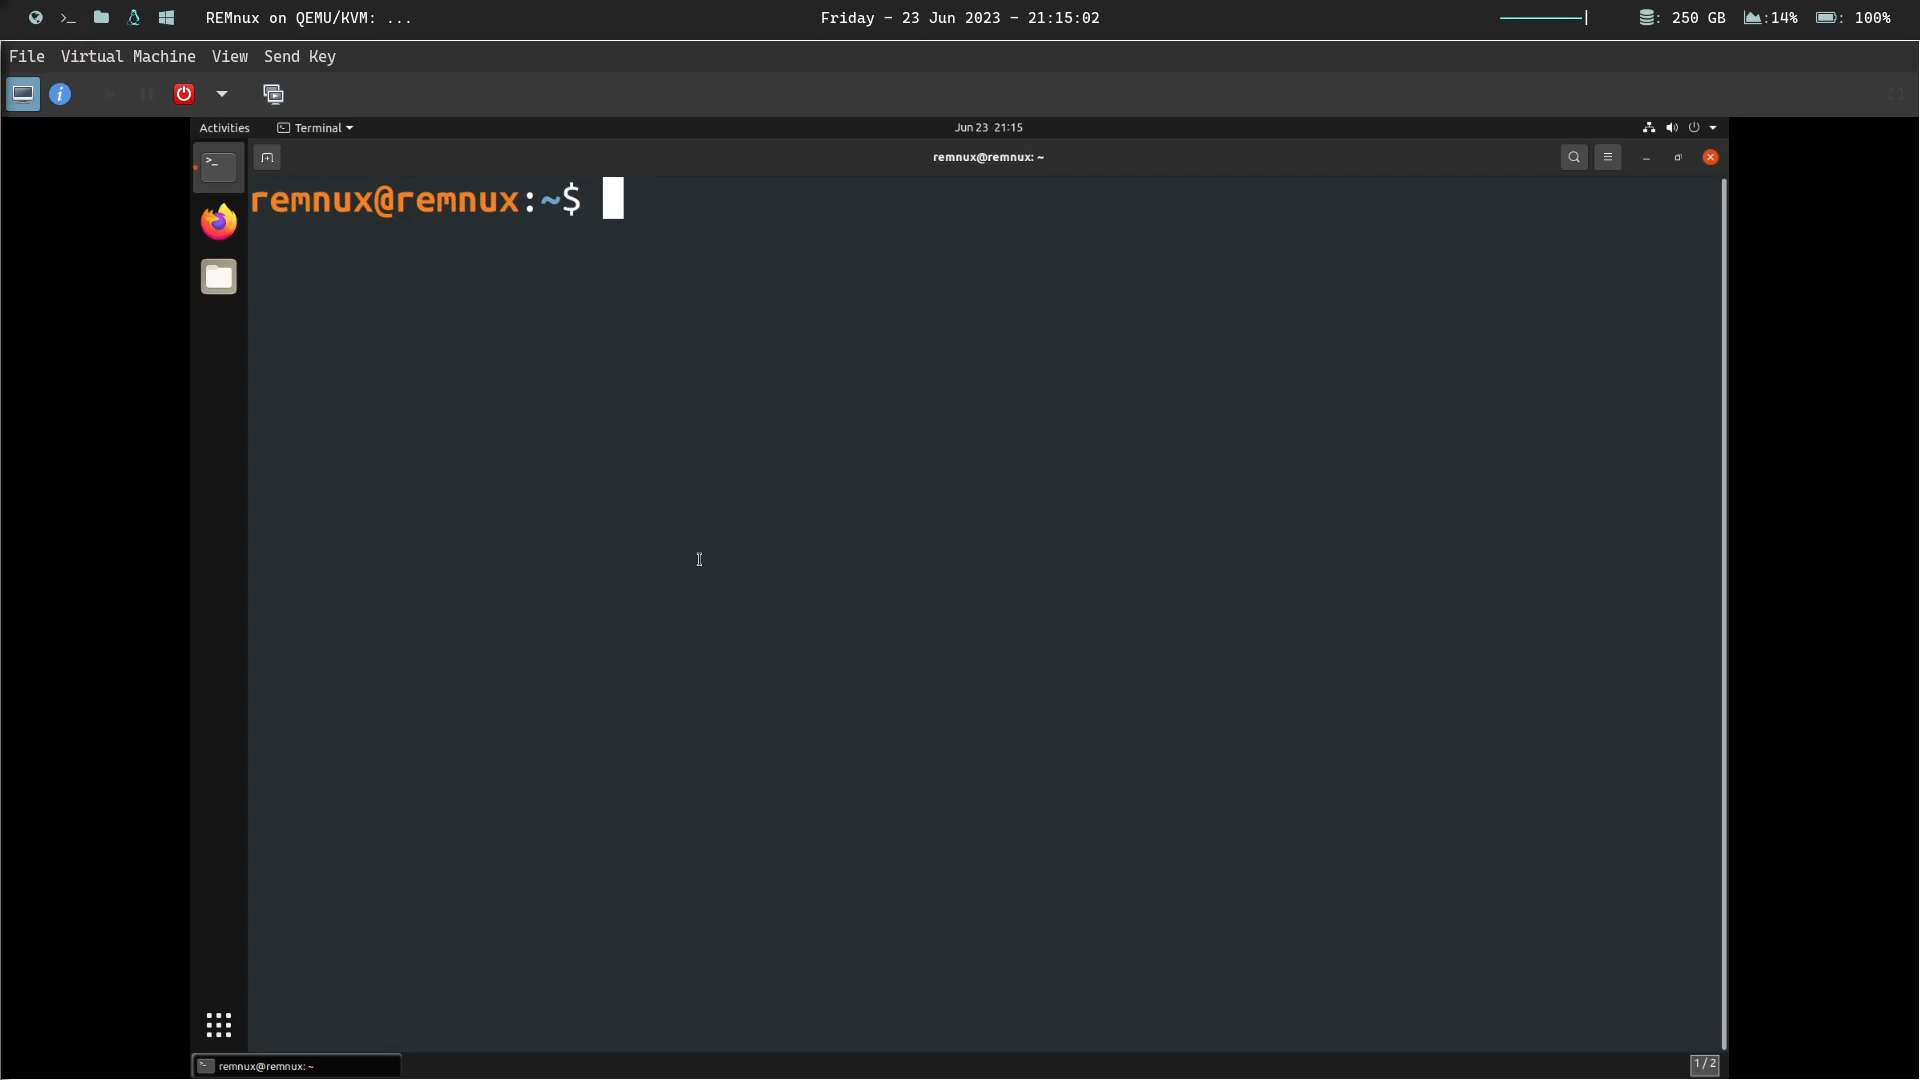 REMnux on QEMU/KVM: ...
Friday - 23 Jun 2023 - 21:15:02
: 250 GB
:14%
: 100%
File Virtual Machine View Send Key
Activities
Terminal
Jun 23 21:15
remnux@remnux: ~
remnux@remnux:~$
remnux@remnux: ~
1 / 2